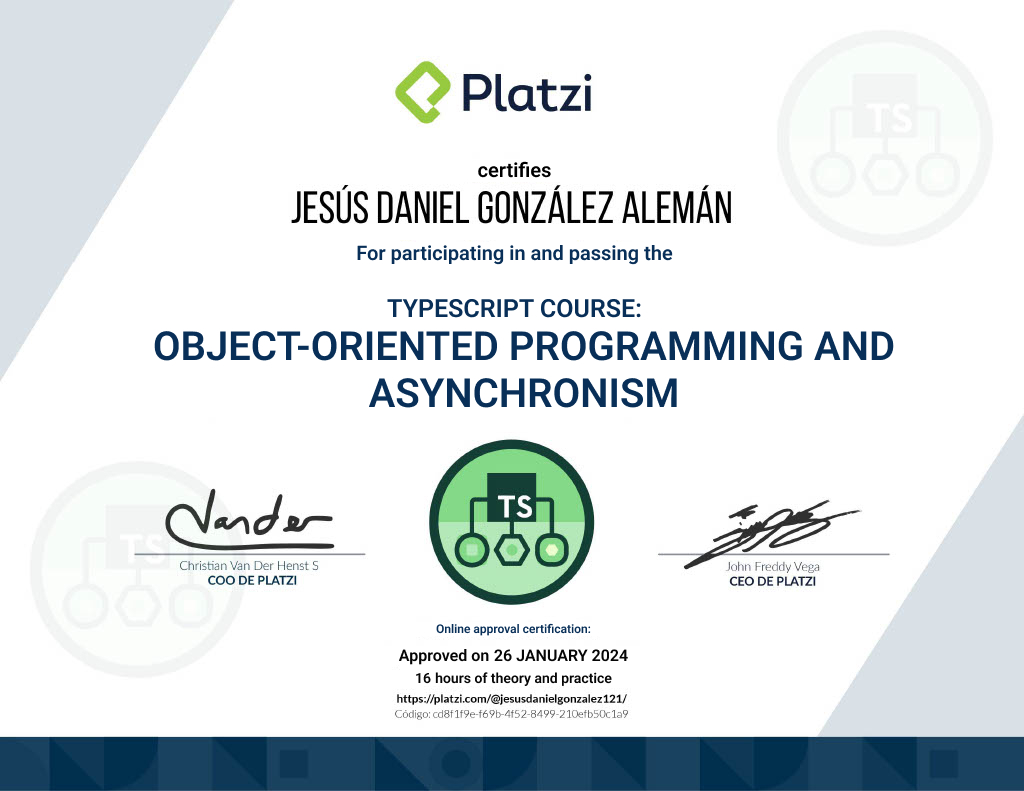 Platzi
TS
certifies
JESÚS DANIEL GONZÁLEZ ALEMÁN
For participating in and passing the
TYPESCRIPT COURSE:
OBJECT-ORIENTED PROGRAMMING AND
ASYNCHRONISM
TS
Vander
TS
Christian Van Der Henst S
COO DE PLATZI
John Freddy Vega
CEO DE PLATZI
Online approval certification:
Approved on 26 JANUARY 2024
16 hours of theory and practice
https://platzi.com/@jesusdanielgonzalez121/
Código: cd8f1f9e-f69b-4f52-8499-210efb50c1a9